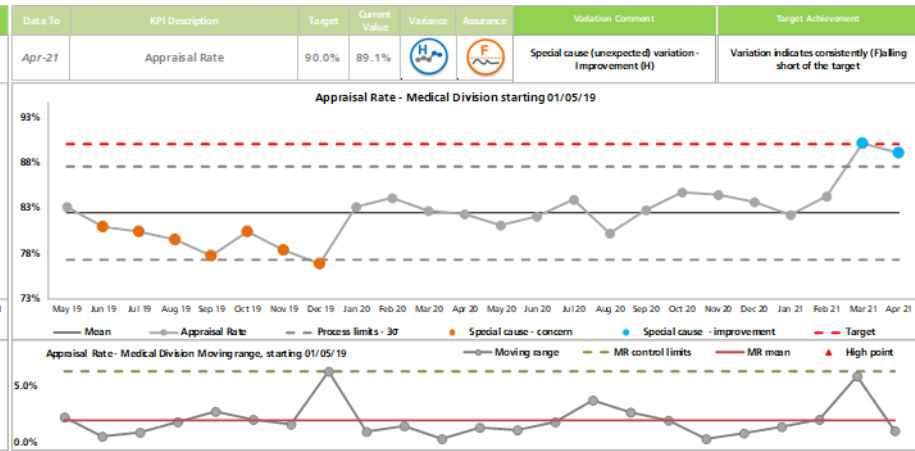 Data To KPI Description Target Current Value Variance Assurance Variation Comment Target Achievement
Apr-21 Appraisal Rate 90.0% 89.1% H F Special cause (unexpected) variation - Improvement (H) Variation indicates consistently (F)alling short of the target
Appraisal Rate - Medical Division starting 01/05/19
93%
88%
83%
78%
73%
May 19 Jun 19 Jul 19 Aug 19 Sep 19 Oct 19 Nov 19 Dec 19 Jan 20 Feb 20 Mar 20 Apr 20 May 20 Jun 20 Jul 20 Aug 20 Sep 20 Oct 20 Nov 20 Dec 20 Jan 21 Feb 21 Mar 21 Apr 21
Mean Appraisal Rate Process limits - 3σ Special cause - concern Special cause - improvement Target
Appraisal Rate- Medical Division Moving range, starting 01/05/19 Moving range MR control limits MR mean High point
5.0%
0.0%